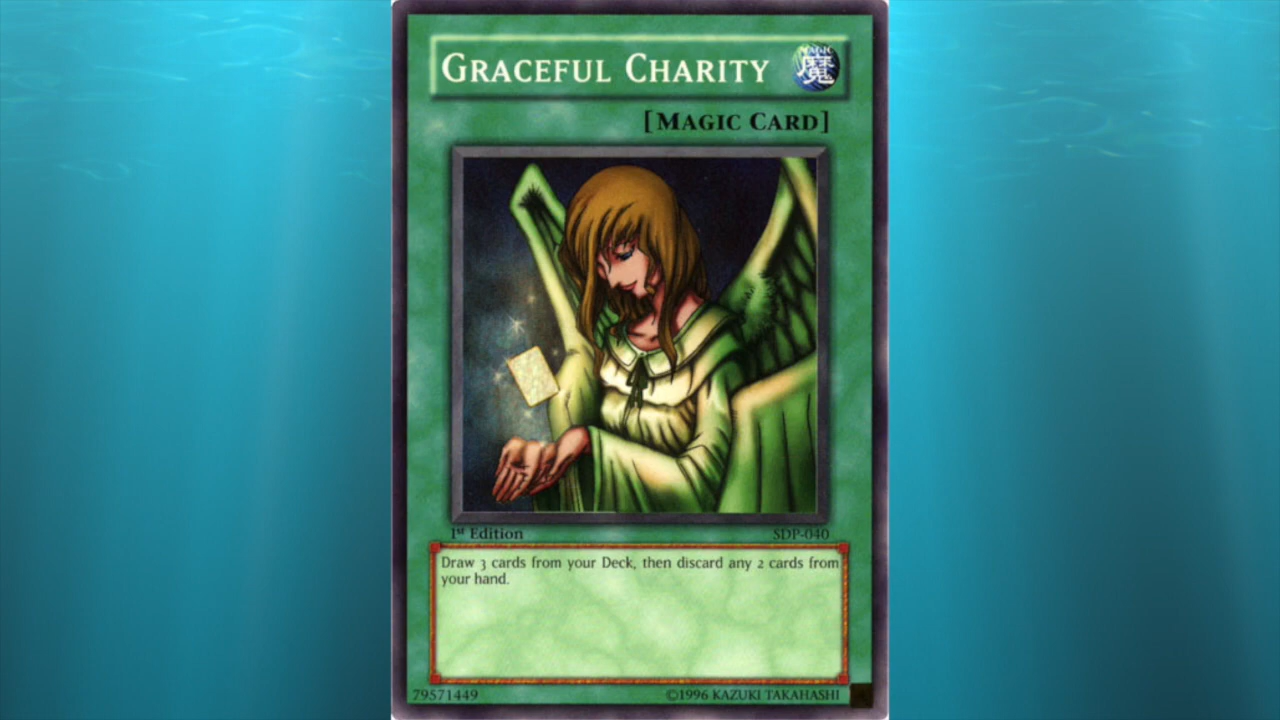 GRACEFUL CHARITY
MAGIC
魔
[MAGIC CARD]
1st Edition
SDP-040
Draw 3 cards from your Deck, then discard any 2 cards from
your hand.
79571449
©1996 KAZUKI TAKAHASHI